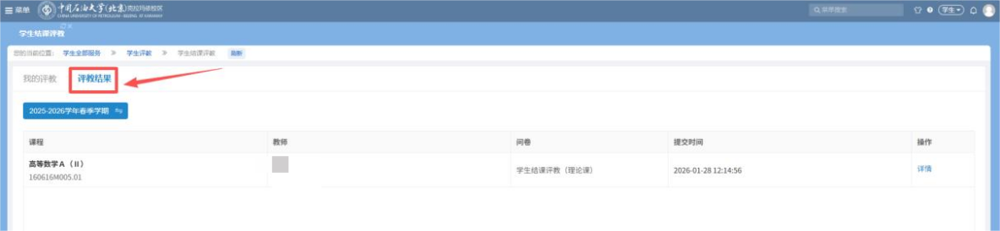 菜单 中国石油大学(北京)克拉玛依校区
CHINA UNIVERSITY OF PETROLEUM - BEIJING AT KARAMAY
菜单搜索 学生
学生结课评教
您的当前位置: 学生全部服务 » 学生评教 » 学生结课评教 刷新
我的评教 评教结果
2025-2026学年春季学期
课程 教师 问卷 提交时间 操作
高等数学A(II) 学生结课评教(理论课) 2026-01-28 12:14:56 详情
160616M005.01